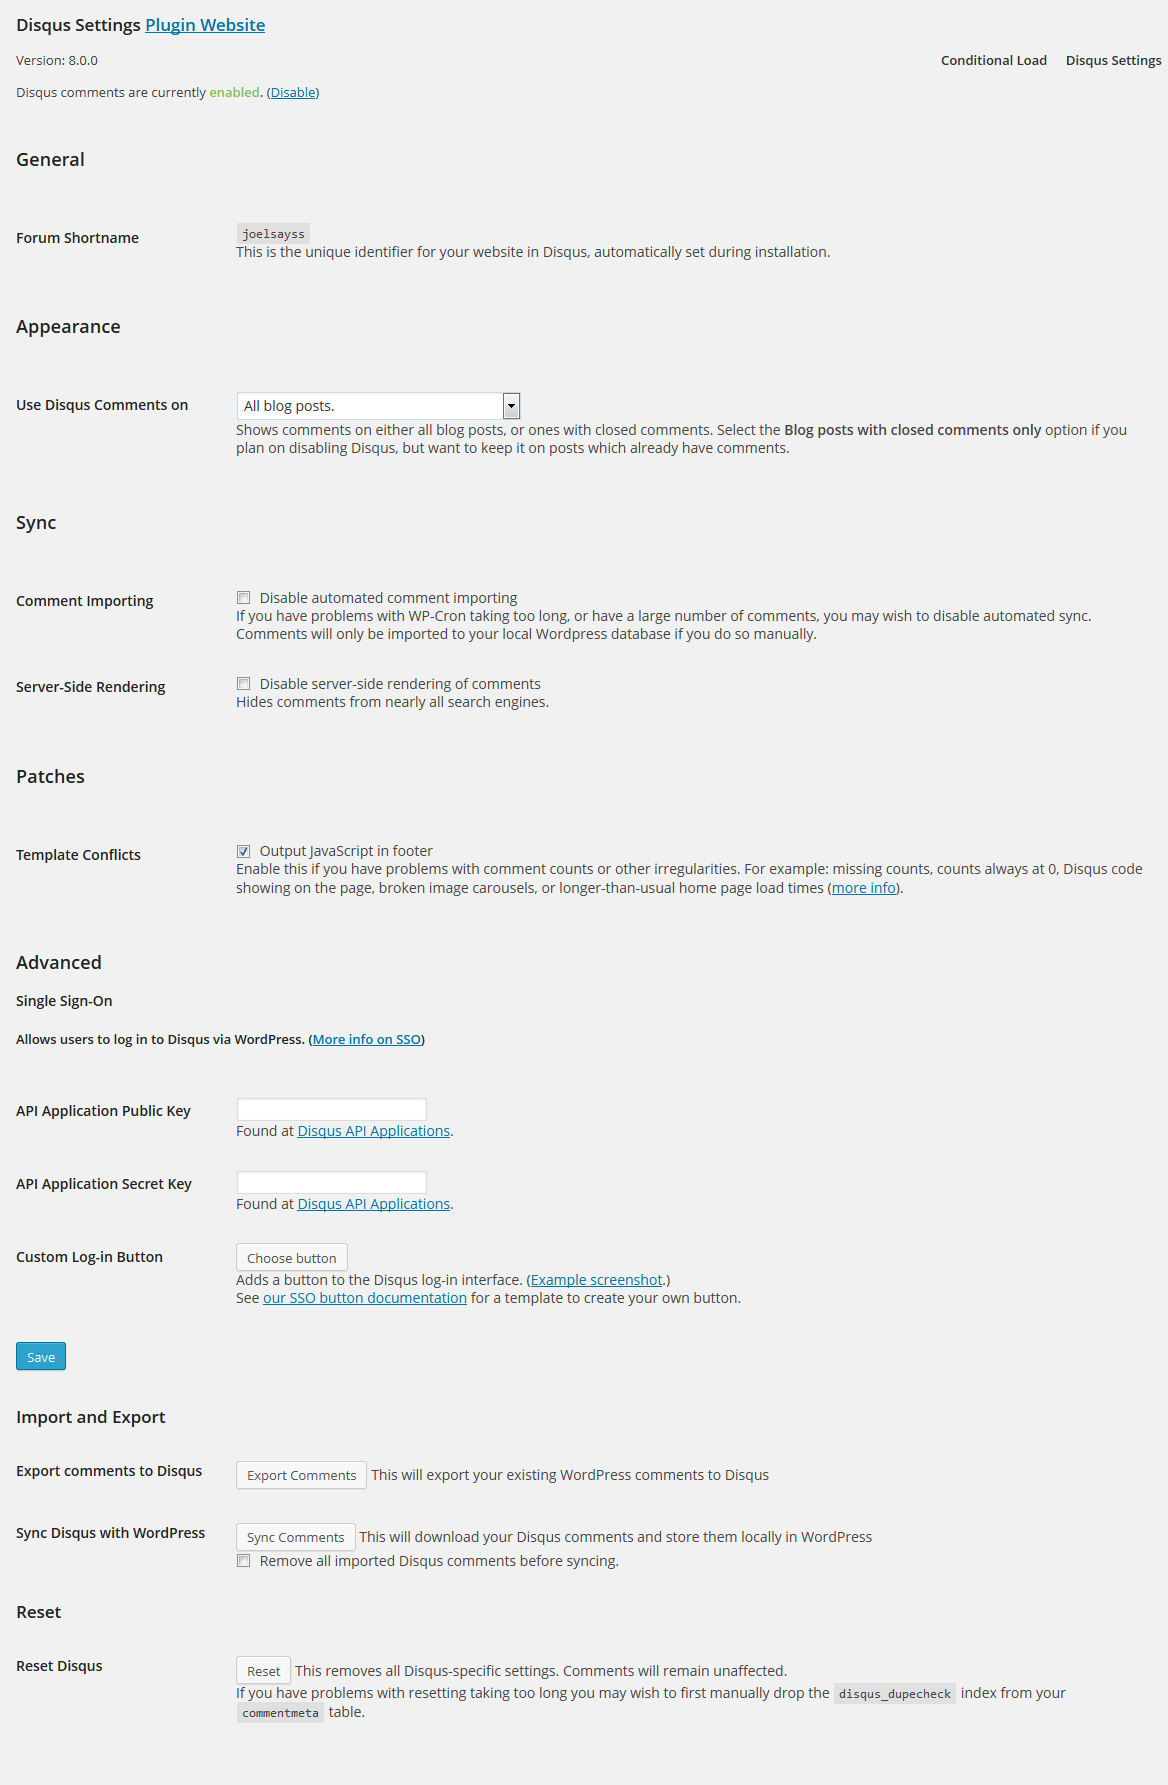 Disqus Settings Plugin Website
Version: 8.0.0
Conditional Load Disqus Settings
Disqus comments are currently enabled. (Disable)
General
Forum Shortname
joelsayss
This is the unique identifier for your website in Disqus, automatically set during installation.
Appearance
Use Disqus Comments on
All blog posts.
Shows comments on either all blog posts, or ones with closed comments. Select the Blog posts with closed comments only option if you
plan on disabling Disqus, but want to keep it on posts which already have comments.
Sync
Comment Importing
Disable automated comment importing
If you have problems with WP-Cron taking too long, or have a large number of comments, you may wish to disable automated sync.
Comments will only be imported to your local Wordpress database if you do so manually.
Server-Side Rendering
Disable server-side rendering of comments
Hides comments from nearly all search engines.
Patches
Template Conflicts
Output JavaScript in footer
Enable this if you have problems with comment counts or other irregularities. For example: missing counts, counts always at 0, Disqus code
showing on the page, broken image carousels, or longer-than-usual home page load times (more info).
Advanced
Single Sign-On
Allows users to log in to Disqus via WordPress. (More info on SSO)
API Application Public Key
Found at Disqus API Applications.
API Application Secret Key
Found at Disqus API Applications.
Custom Log-in Button
Choose button
Adds a button to the Disqus log-in interface. (Example screenshot.)
See our SSO button documentation for a template to create your own button.
Save
Import and Export
Export comments to Disqus
Export Comments This will export your existing WordPress comments to Disqus
Sync Disqus with WordPress
Sync Comments This will download your Disqus comments and store them locally in WordPress
Remove all imported Disqus comments before syncing.
Reset
Reset Disqus
Reset This removes all Disqus-specific settings. Comments will remain unaffected.
If you have problems with resetting taking too long you may wish to first manually drop the disqus_dupecheck index from your
commentmeta table.